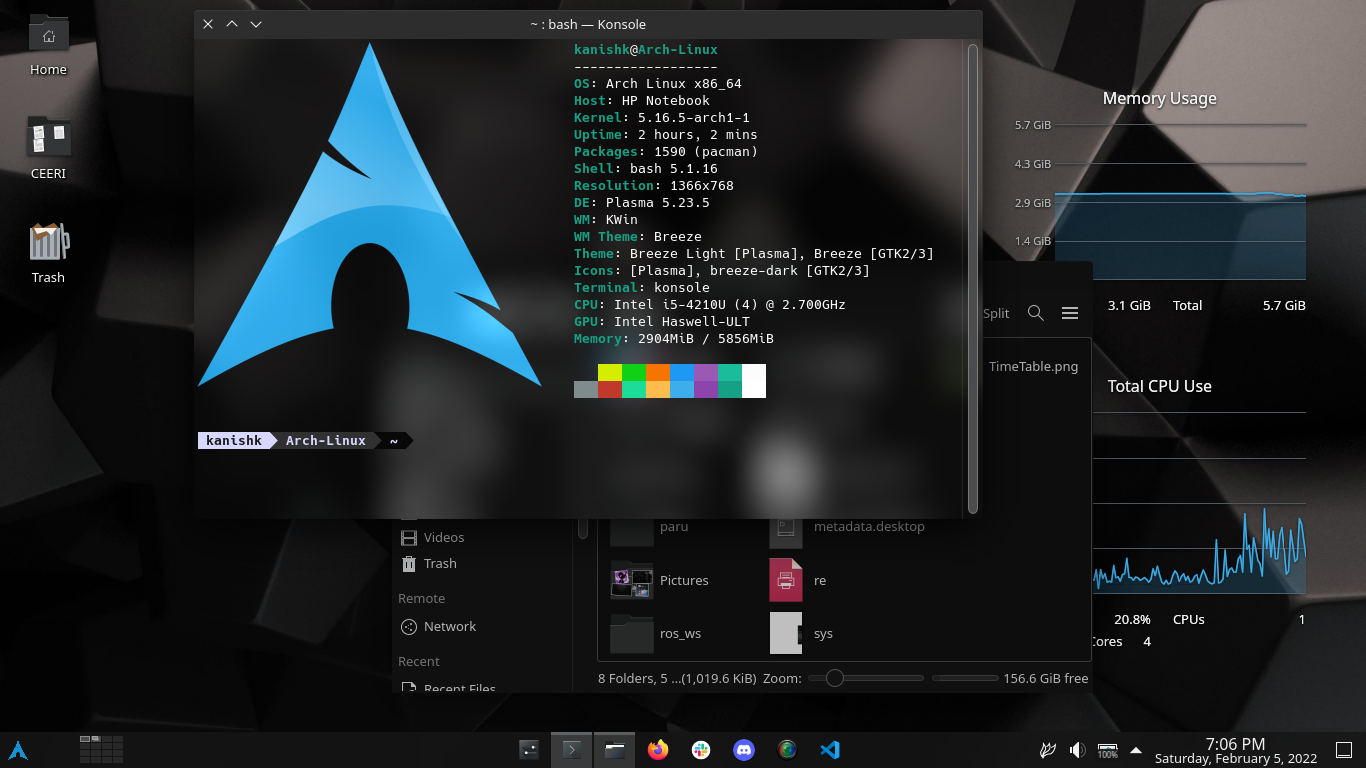 ~ : bash — Konsole
Home
CEERI
Trash
kanishk@Arch-Linux
------------------
OS: Arch Linux x86_64
Host: HP Notebook
Kernel: 5.16.5-arch1-1
Uptime: 2 hours, 2 mins
Packages: 1590 (pacman)
Shell: bash 5.1.16
Resolution: 1366x768
DE: Plasma 5.23.5
WM: KWin
WM Theme: Breeze
Theme: Breeze Light [Plasma], Breeze [GTK2/3]
Icons: [Plasma], breeze-dark [GTK2/3]
Terminal: konsole
CPU: Intel i5-4210U (4) @ 2.700GHz
GPU: Intel Haswell-ULT
Memory: 2904MiB / 5856MiB
kanishk Arch-Linux ~
Memory Usage
5.7 GiB
4.3 GiB
2.9 GiB
1.4 GiB
3.1 GiB Total 5.7 GiB
Split
TimeTable.png
Total CPU Use
20.8% CPUs 1
Cores 4
Videos
Trash
Remote
Network
Recent
Recent Files
paru
metadata.desktop
Pictures
re
ros_ws
sys
8 Folders, 5 ...(1,019.6 KiB) Zoom: 156.6 GiB free
100%
7:06 PM
Saturday, February 5, 2022